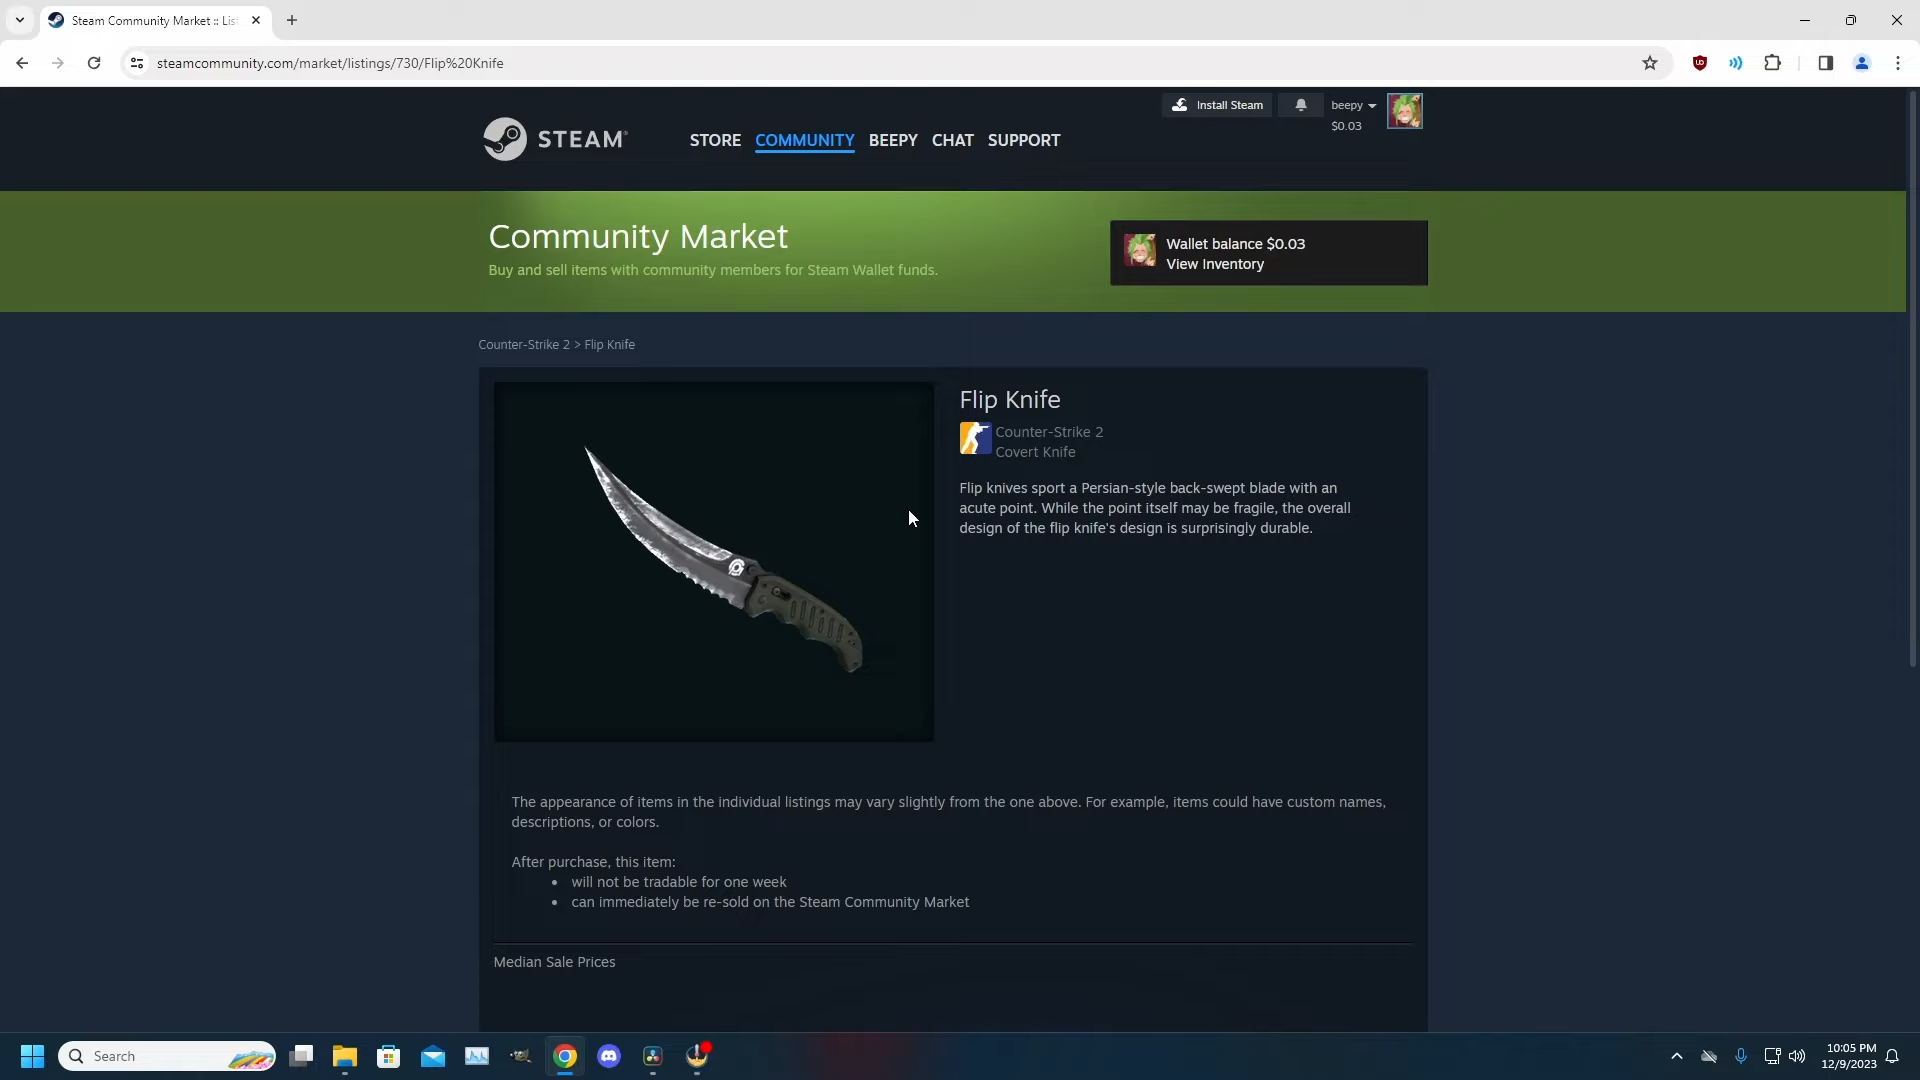 Steam Community Market :: Lis
steamcommunity.com/market/listings/730/Flip%20Knife
Install Steam
beepy
$0.03
STEAM
STORE COMMUNITY BEEPY CHAT SUPPORT
Community Market
Buy and sell items with community members for Steam Wallet funds.
Wallet balance $0.03
View Inventory
Counter-Strike 2 > Flip Knife
Flip Knife
Counter-Strike 2
Covert Knife
Flip knives sport a Persian-style back-swept blade with an
acute point. While the point itself may be fragile, the overall
design of the flip knife's design is surprisingly durable.
The appearance of items in the individual listings may vary slightly from the one above. For example, items could have custom names,
descriptions, or colors.
After purchase, this item:
• will not be tradable for one week
• can immediately be re-sold on the Steam Community Market
Median Sale Prices
Search
10:05 PM
12/9/2023